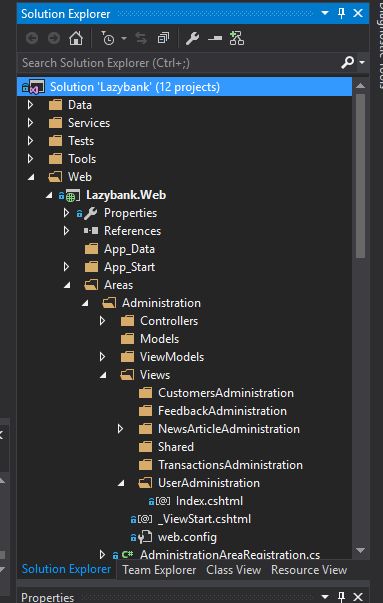 Solution Explorer
Search Solution Explorer (Ctrl+;)
Solution 'Lazybank' (12 projects)
Data
Services
Tests
Tools
Web
Lazybank.Web
Properties
References
App_Data
App_Start
Areas
Administration
Controllers
Models
ViewModels
Views
CustomersAdministration
FeedbackAdministration
NewsArticleAdministration
Shared
TransactionsAdministration
UserAdministration
Index.cshtml
_ViewStart.cshtml
web.config
AdministrationAreaRegistration.cs
Solution Explorer Team Explorer Class View Resource View
Properties
Diagnostic Tools